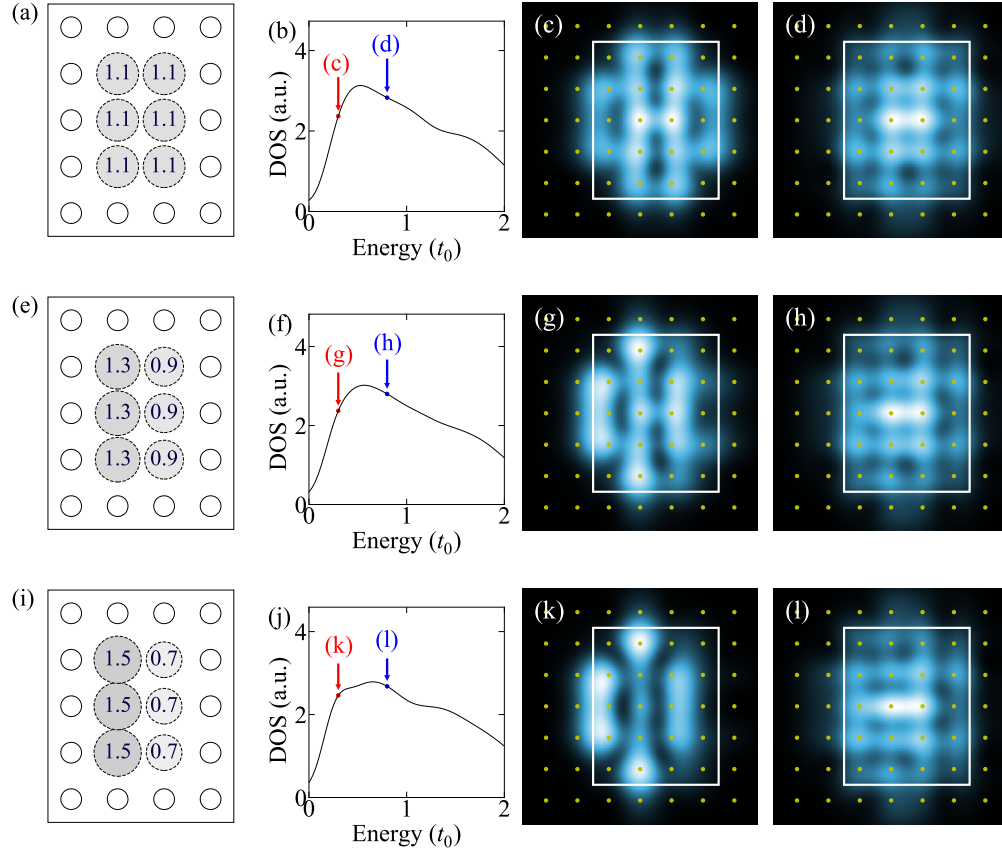 (a)
1.1 1.1
1.1 1.1
1.1 1.1
(b)
DOS (a.u.)
4
2
0
0 1 2
Energy (t0)
(c)
(d)
(c)
(d)
(e)
1.3 0.9
1.3 0.9
1.3 0.9
(f)
DOS (a.u.)
4
2
0
0 1 2
Energy (t0)
(g)
(h)
(g)
(h)
(i)
1.5 0.7
1.5 0.7
1.5 0.7
(j)
DOS (a.u.)
4
2
0
0 1 2
Energy (t0)
(k)
(l)
(k)
(l)